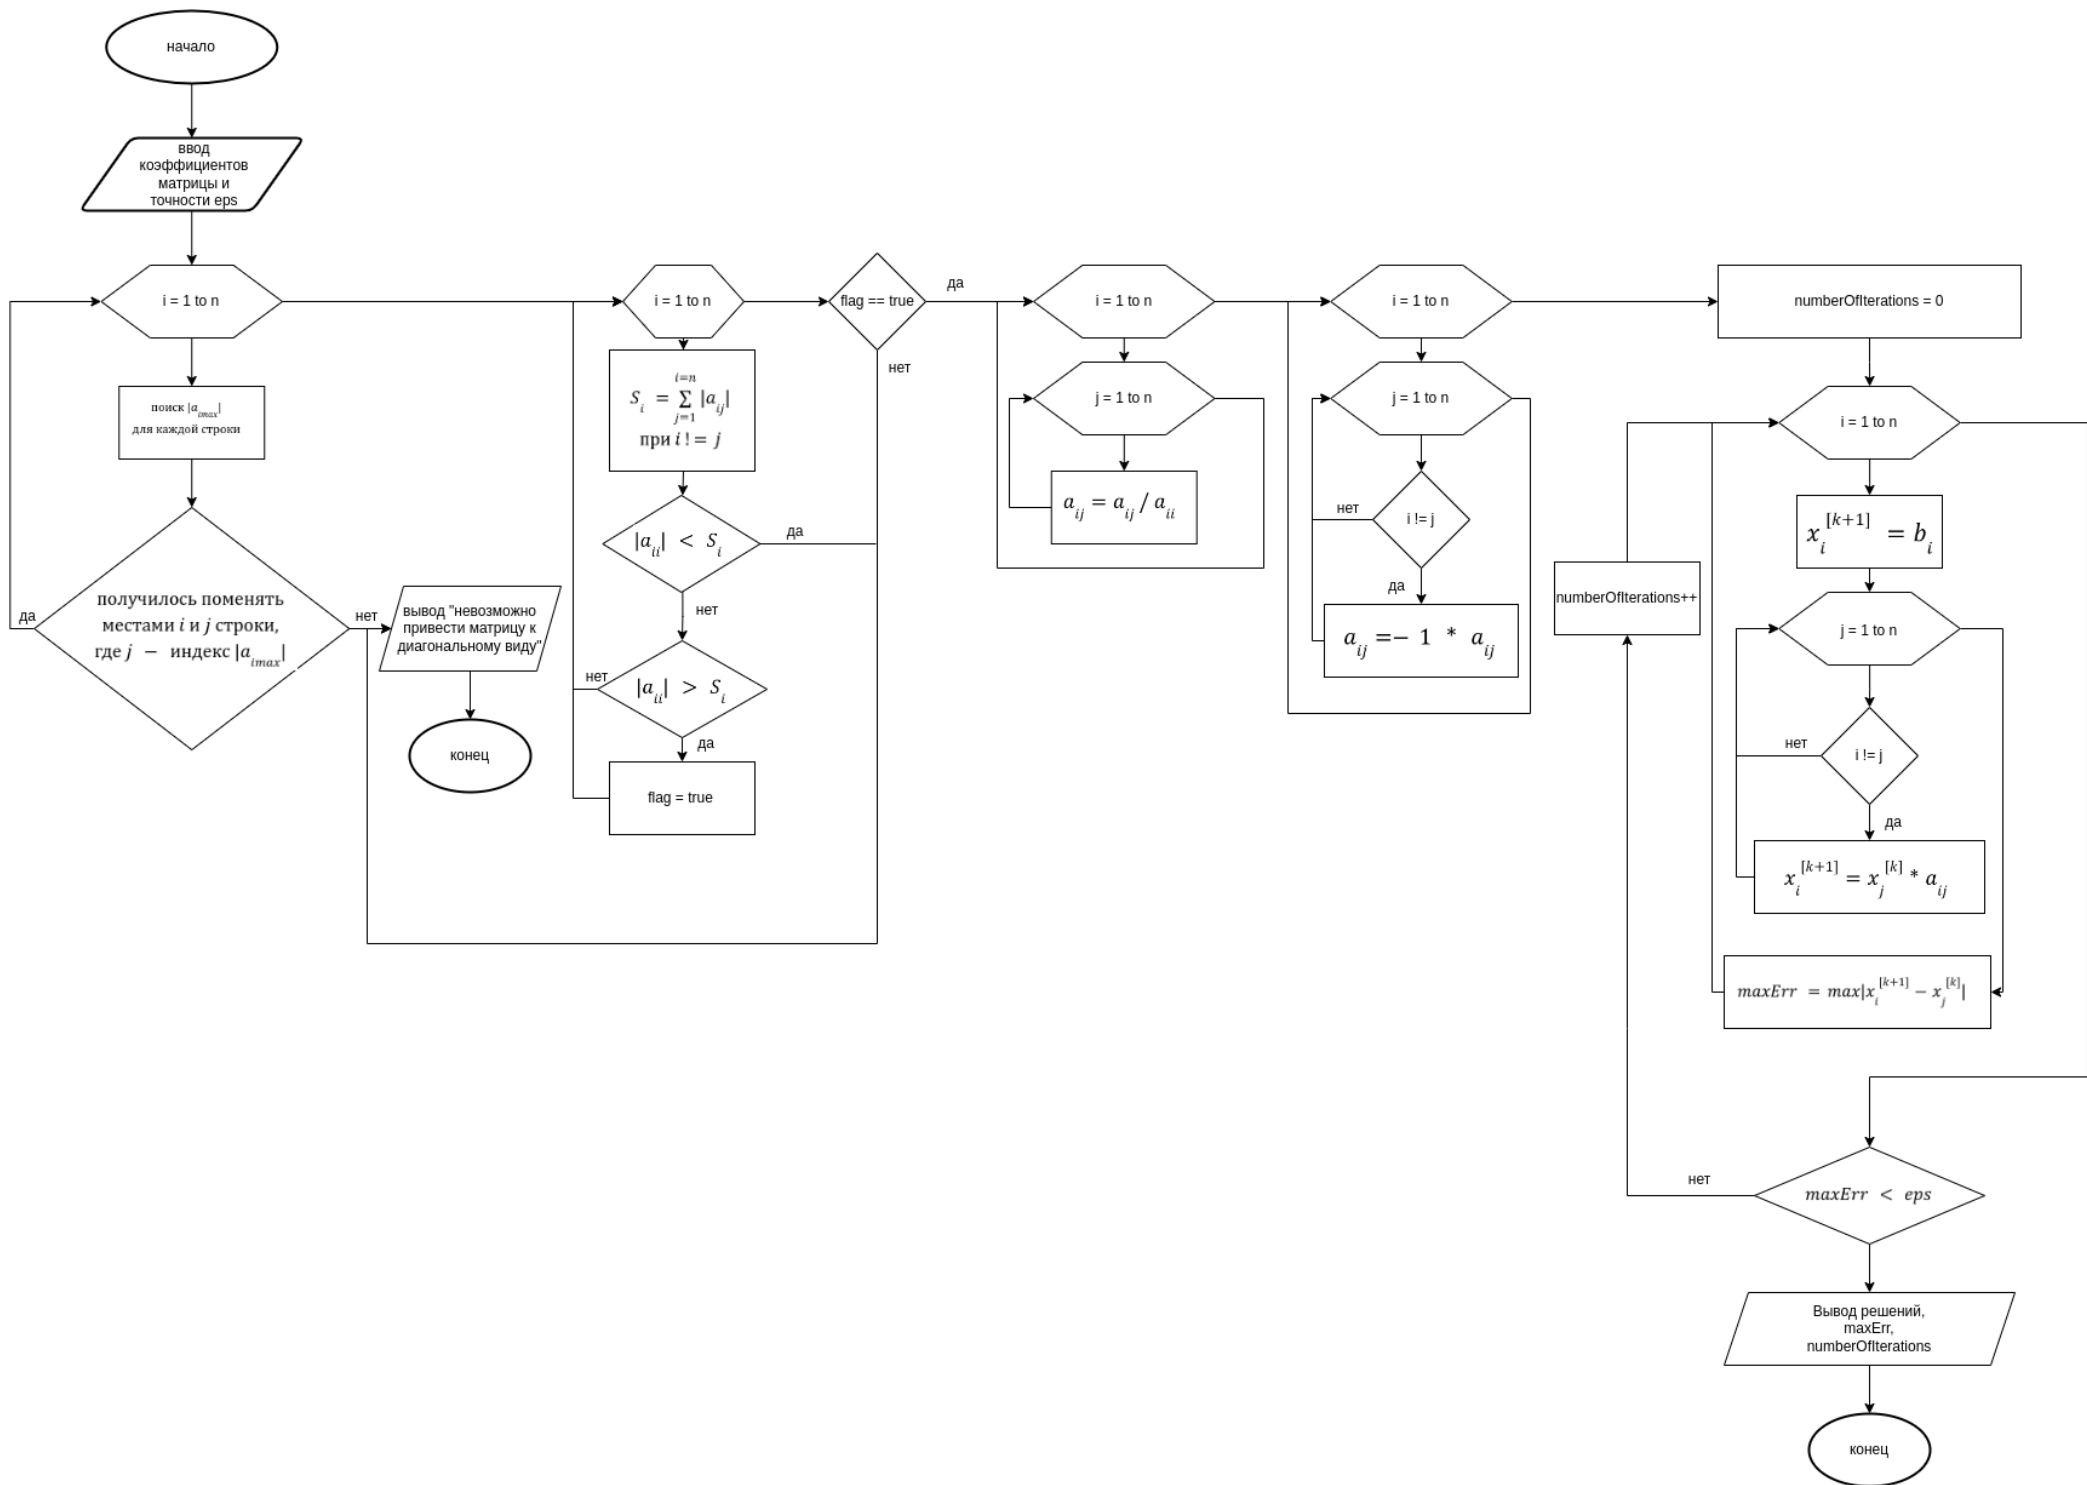 начало
ввод
коэффициентов
матрицы и
точности eps
i = 1 to n
поиск |a_imax|
для каждой строки
получилось поменять
местами i и j строки,
где j − индекс |a_imax|
да
нет
вывод "невозможно
привести матрицу к
диагональному виду"
конец
i = 1 to n
i=n
S_i = ∑ |a_ij|
j=1
при i ! = j
|a_ii| < S_i
да
нет
|a_ii| > S_i
нет
да
flag = true
flag == true
да
нет
i = 1 to n
j = 1 to n
a_ij = a_ij / a_ii
i = 1 to n
j = 1 to n
i != j
нет
да
a_ij =− 1 * a_ij
numberOfIterations = 0
i = 1 to n
x_i^[k+1] = b_i
numberOfIterations++
j = 1 to n
i != j
нет
да
x_i^[k+1] = x_j^[k] * a_ij
maxErr = max|x_i^[k+1] − x_j^[k]|
maxErr < eps
нет
Вывод решений,
maxErr,
numberOfIterations
конец